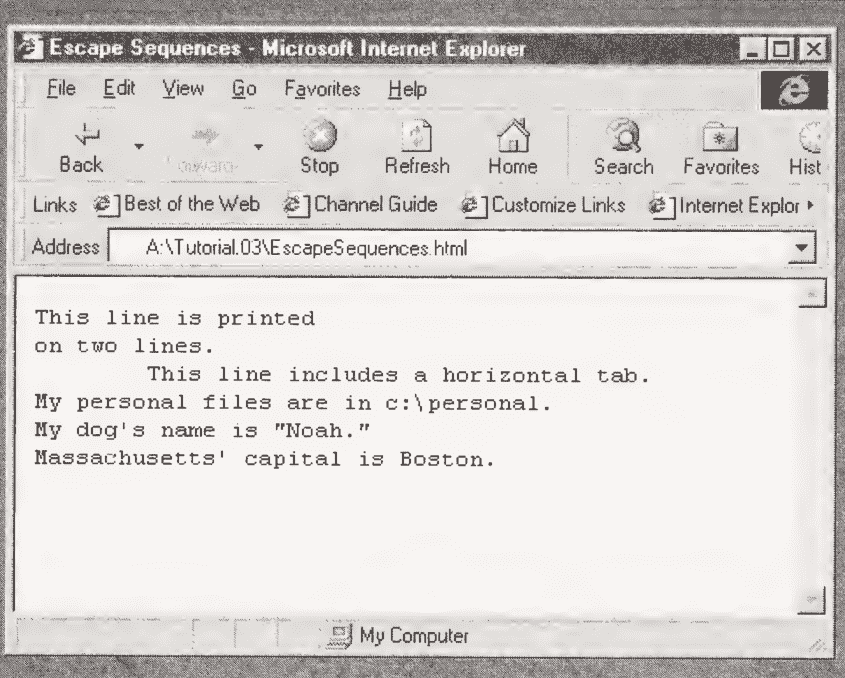 Escape Sequences - Microsoft Internet Explorer
File Edit View Go Favorites Help
Back Forward Stop Refresh Home Search Favorites Hist
Links Best of the Web Channel Guide Customize Links Internet Explor
Address A:\Tutorial.03\EscapeSequences.html
This line is printed
on two lines.
This line includes a horizontal tab.
My personal files are in c:\personal.
My dog's name is "Noah."
Massachusetts' capital is Boston.
My Computer